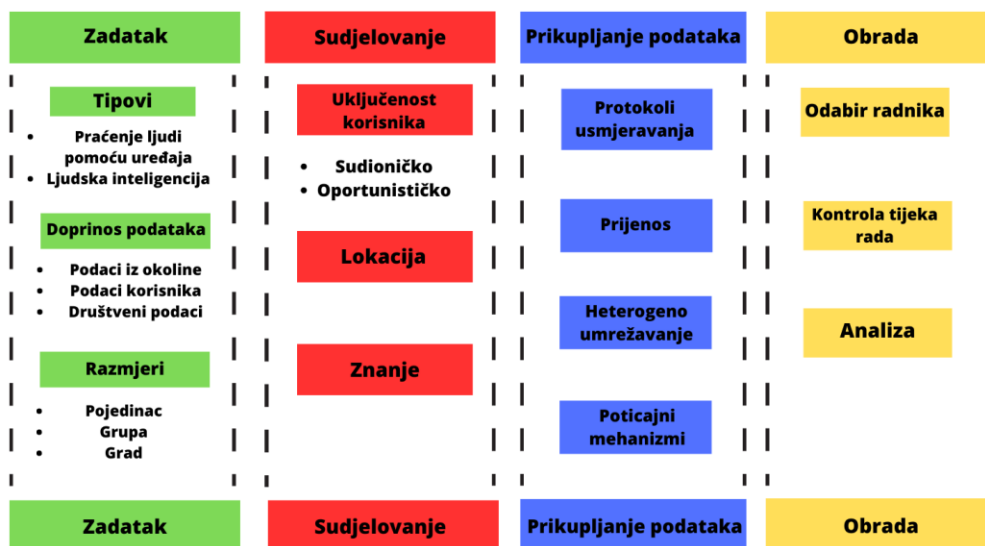 Zadatak
Tipovi
Praćenje ljudi
pomoću uređaja
Ljudska inteligencija
Doprinos podataka
Podaci iz okoline
Podaci korisnika
Društveni podaci
Razmjeri
Pojedinac
Grupa
Grad
Zadatak
Sudjelovanje
Uključenost
korisnika
Sudioničko
Oportunističko
Lokacija
Znanje
Sudjelovanje
Prikupljanje podataka
Protokoli
usmjeravanja
Prijenos
Heterogeno
umrežavanje
Poticajni
mehanizmi
Prikupljanje podataka
Obrada
Odabir radnika
Kontrola tijeka
rada
Analiza
Obrada